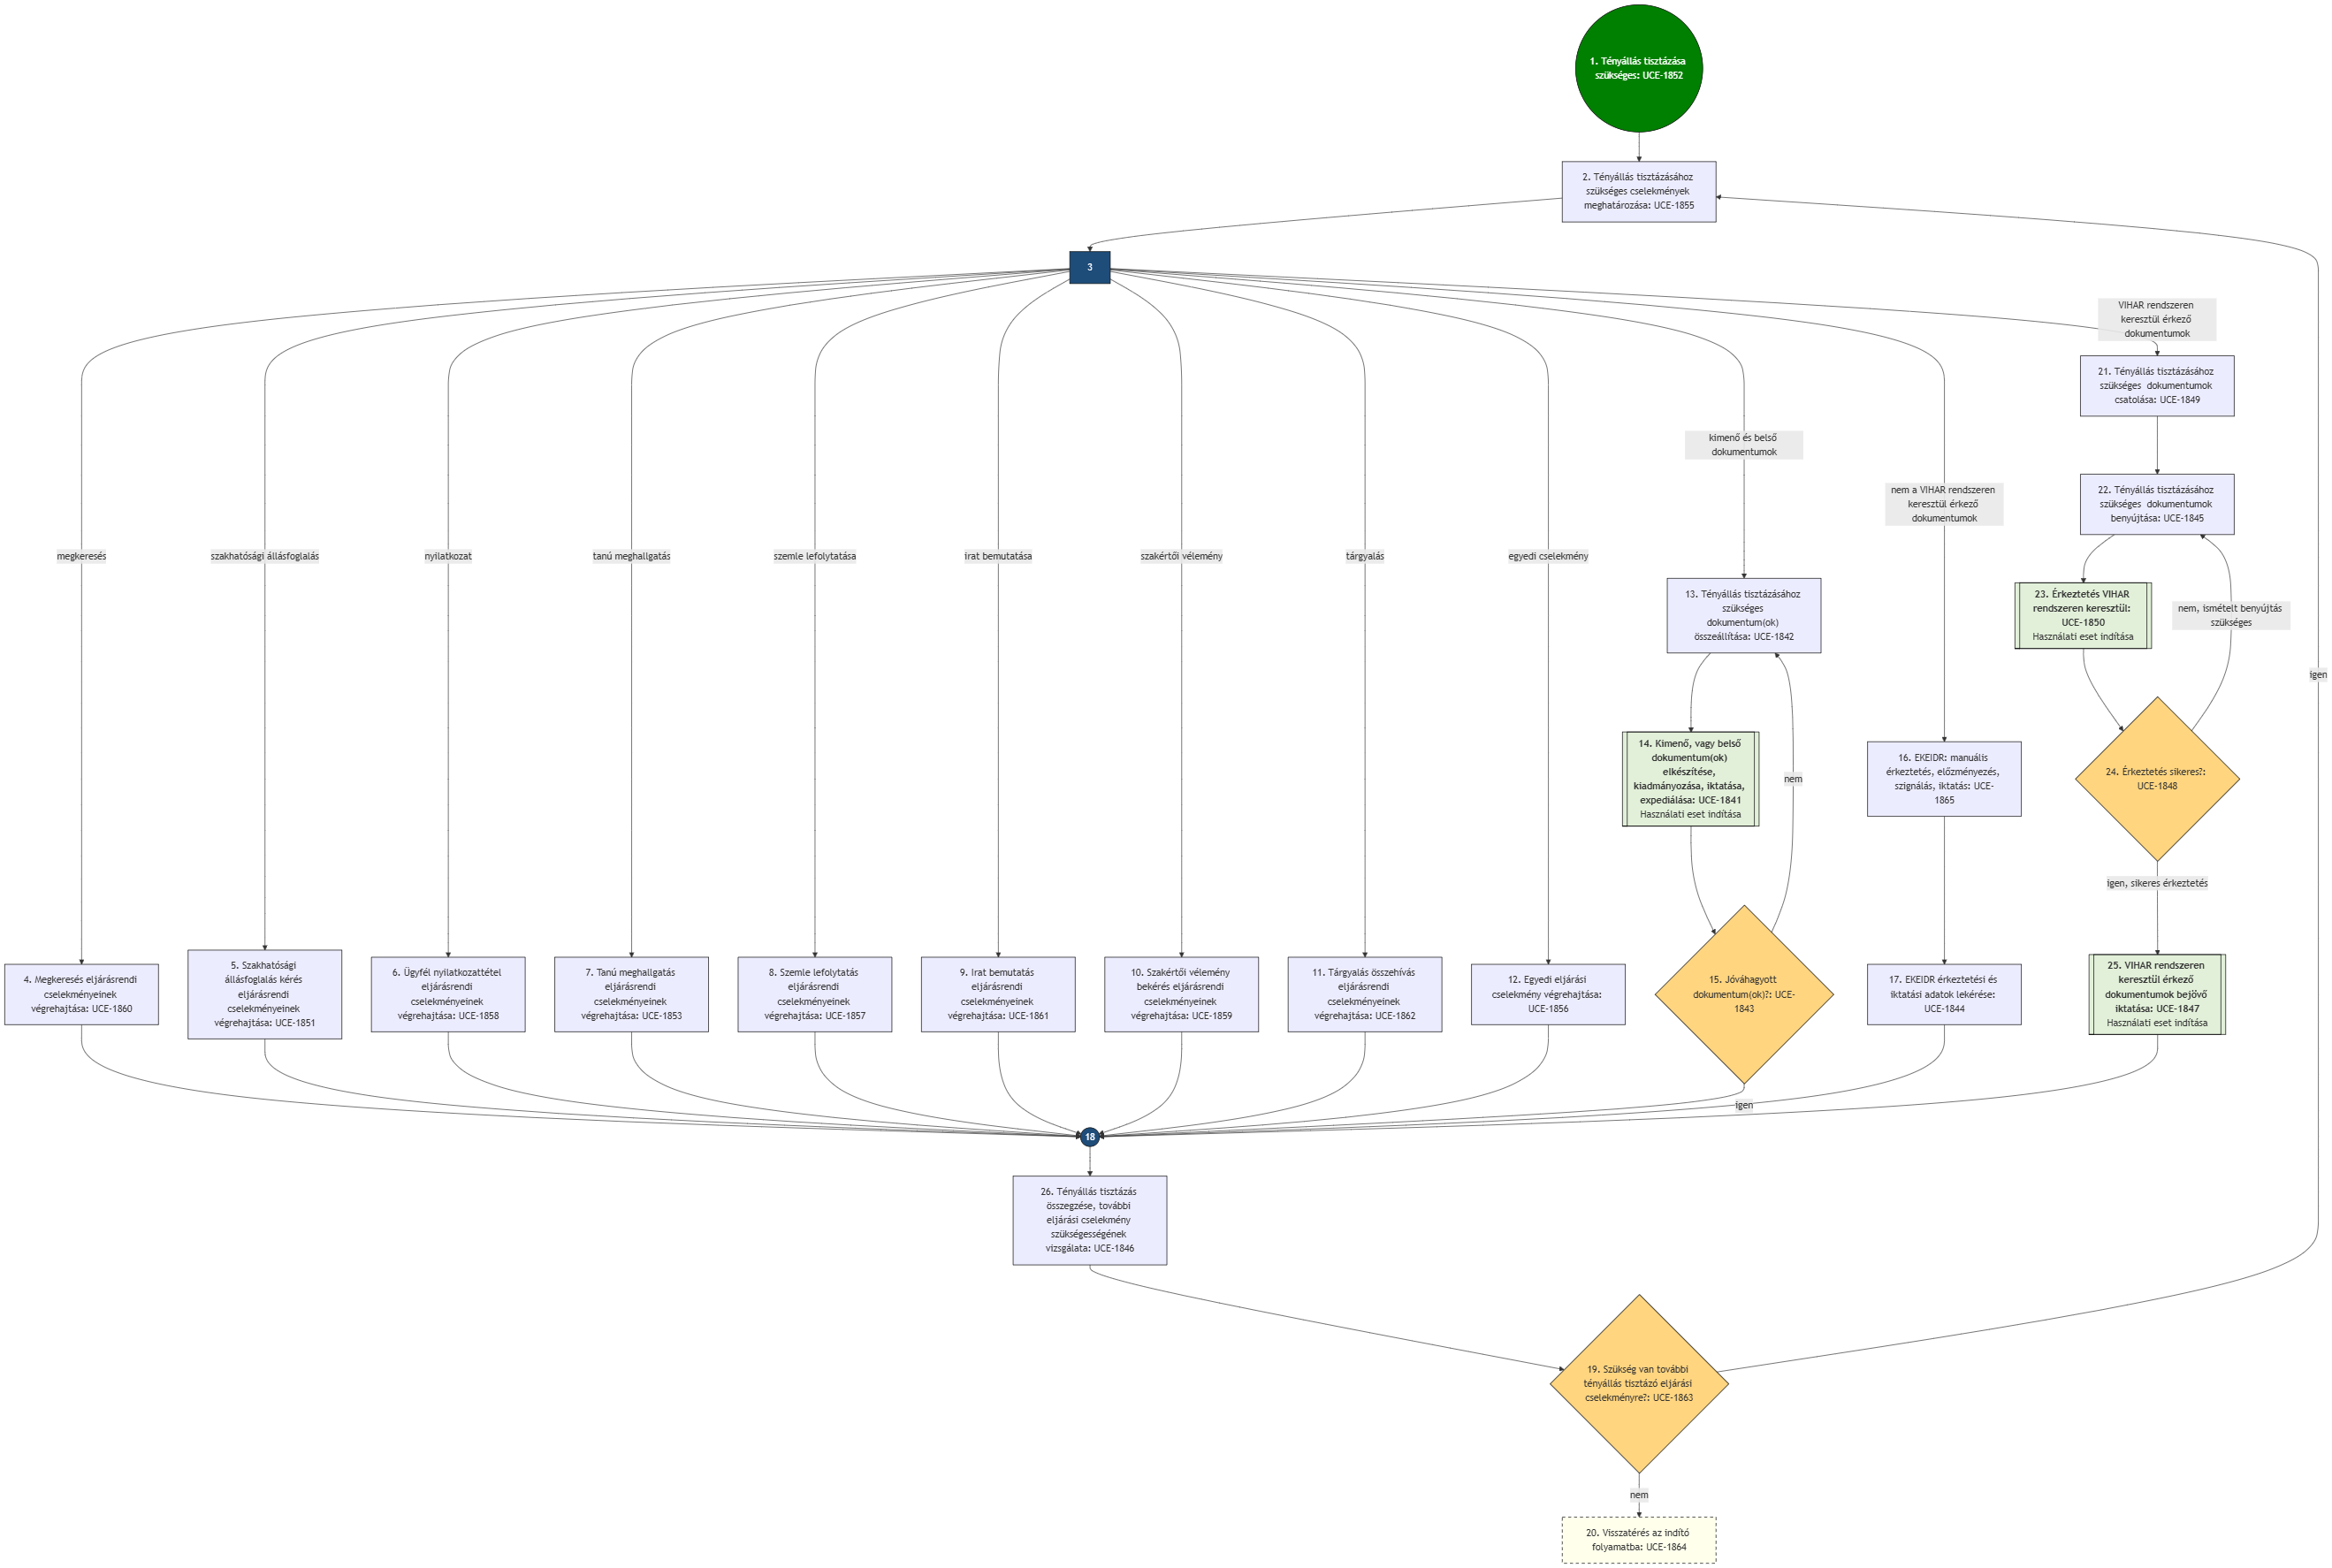 1. Tényállás tisztázása
szükséges: UCE-1852
2. Tényállás tisztázásához
szükséges cselekmények
meghatározása: UCE-1855
3
VIHAR rendszeren
keresztül érkező
dokumentumok
21. Tényállás tisztázásához
szükséges dokumentumok
csatolása: UCE-1849
kimenő és belső
dokumentumok
nem a VIHAR rendszeren
keresztül érkező
dokumentumok
22. Tényállás tisztázásához
szükséges dokumentumok
benyújtása: UCE-1845
megkeresés
szakhatósági állásfoglalás
nyilatkozat
tanú meghallgatás
szemle lefolytatása
irat bemutatása
szakértői vélemény
tárgyalás
egyedi cselekmény
13. Tényállás tisztázásához
szükséges
dokumentum(ok)
összeállítása: UCE-1842
23. Érkeztetés VIHAR
rendszeren keresztül:
UCE-1850
Használati eset indítása
nem, ismételt benyújtás
szükséges
igen
14. Kimenő, vagy belső
dokumentum(ok)
elkészítése,
kiadmányozása, iktatása,
expediálása: UCE-1841
Használati eset indítása
nem
16. EKEIDR: manuális
érkeztetés, előzményezés,
szignálás, iktatás: UCE-
1865
24. Érkeztetés sikeres?:
UCE-1848
igen, sikeres érkeztetés
4. Megkeresés eljárásrendi
cselekményeinek
végrehajtása: UCE-1860
5. Szakhatósági
állásfoglalás kérés
eljárásrendi
cselekményeinek
végrehajtása: UCE-1851
6. Ügyfél nyilatkozattétel
eljárásrendi
cselekményeinek
végrehajtása: UCE-1858
7. Tanú meghallgatás
eljárásrendi
cselekményeinek
végrehajtása: UCE-1853
8. Szemle lefolytatás
eljárásrendi
cselekményeinek
végrehajtása: UCE-1857
9. Irat bemutatás
eljárásrendi
cselekményeinek
végrehajtása: UCE-1861
10. Szakértői vélemény
bekérés eljárásrendi
cselekményeinek
végrehajtása: UCE-1859
11. Tárgyalás összehívás
eljárásrendi
cselekményeinek
végrehajtása: UCE-1862
12. Egyedi eljárási
cselekmény végrehajtása:
UCE-1856
15. Jóváhagyott
dokumentum(ok)?: UCE-
1843
17. EKEIDR érkeztetési és
iktatási adatok lekérése:
UCE-1844
25. VIHAR rendszeren
keresztül érkező
dokumentumok bejövő
iktatása: UCE-1847
Használati eset indítása
igen
18
26. Tényállás tisztázás
összegzése, további
eljárási cselekmény
szükségességének
vizsgálata: UCE-1846
19. Szükség van további
tényállás tisztázó eljárási
cselekményre?: UCE-1863
nem
20. Visszatérés az indító
folyamatba: UCE-1864